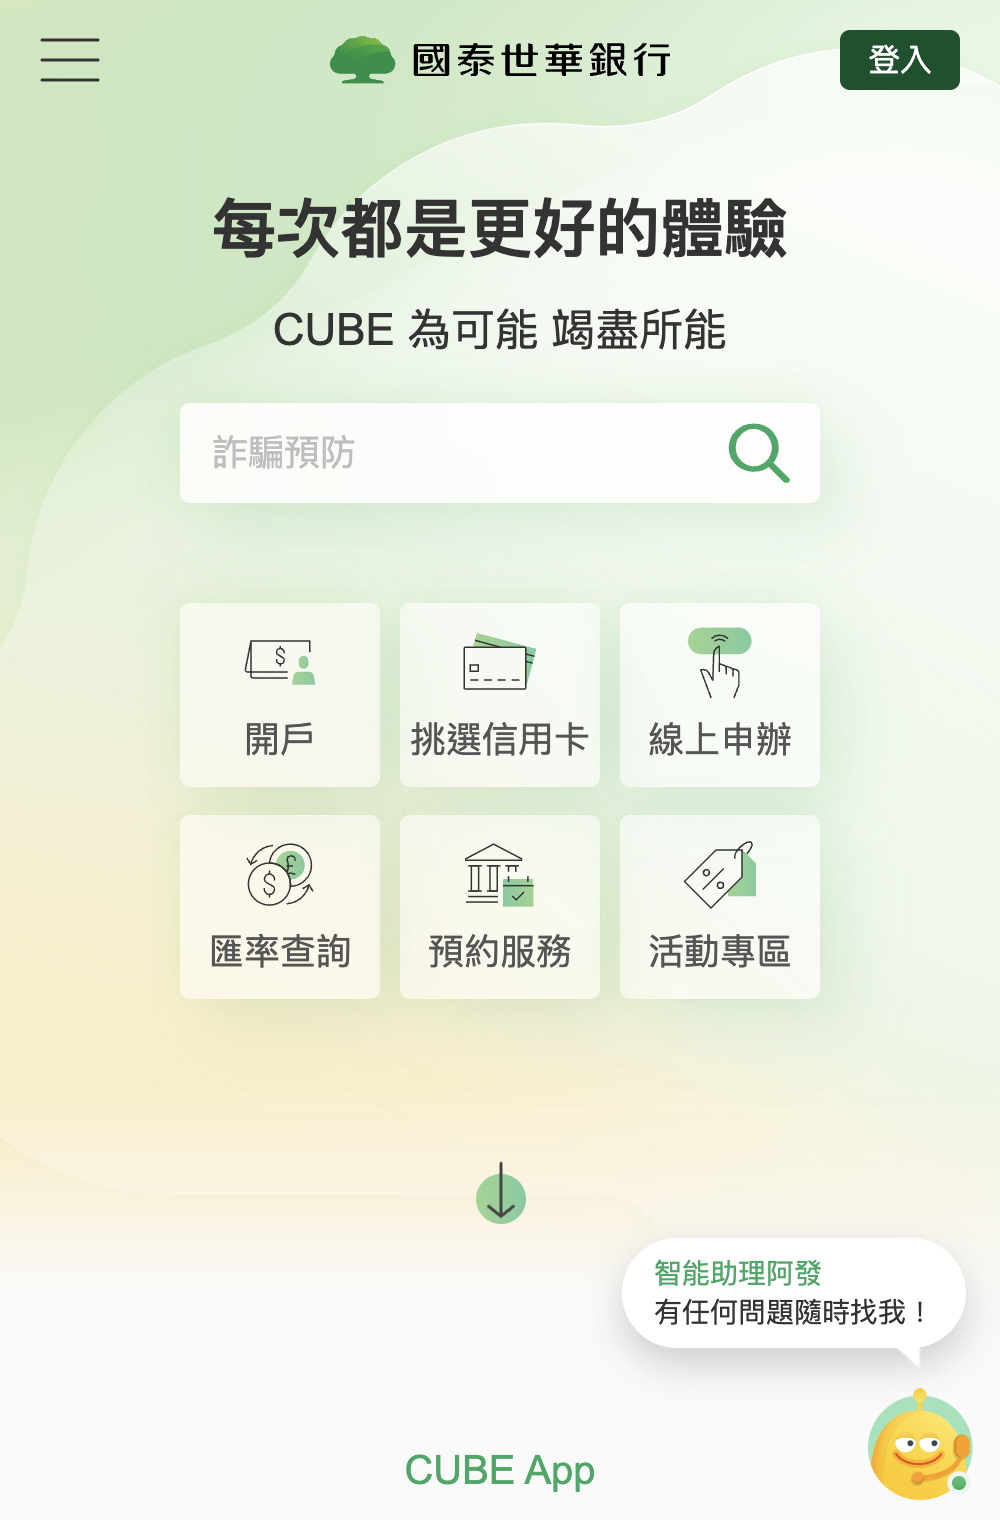 國泰世華銀行
登入
每次都是更好的體驗
CUBE 為可能 竭盡所能
詐騙預防
開戶
挑選信用卡
線上申辦
匯率查詢
預約服務
活動專區
智能助理阿發
有任何問題隨時找我！
CUBE App